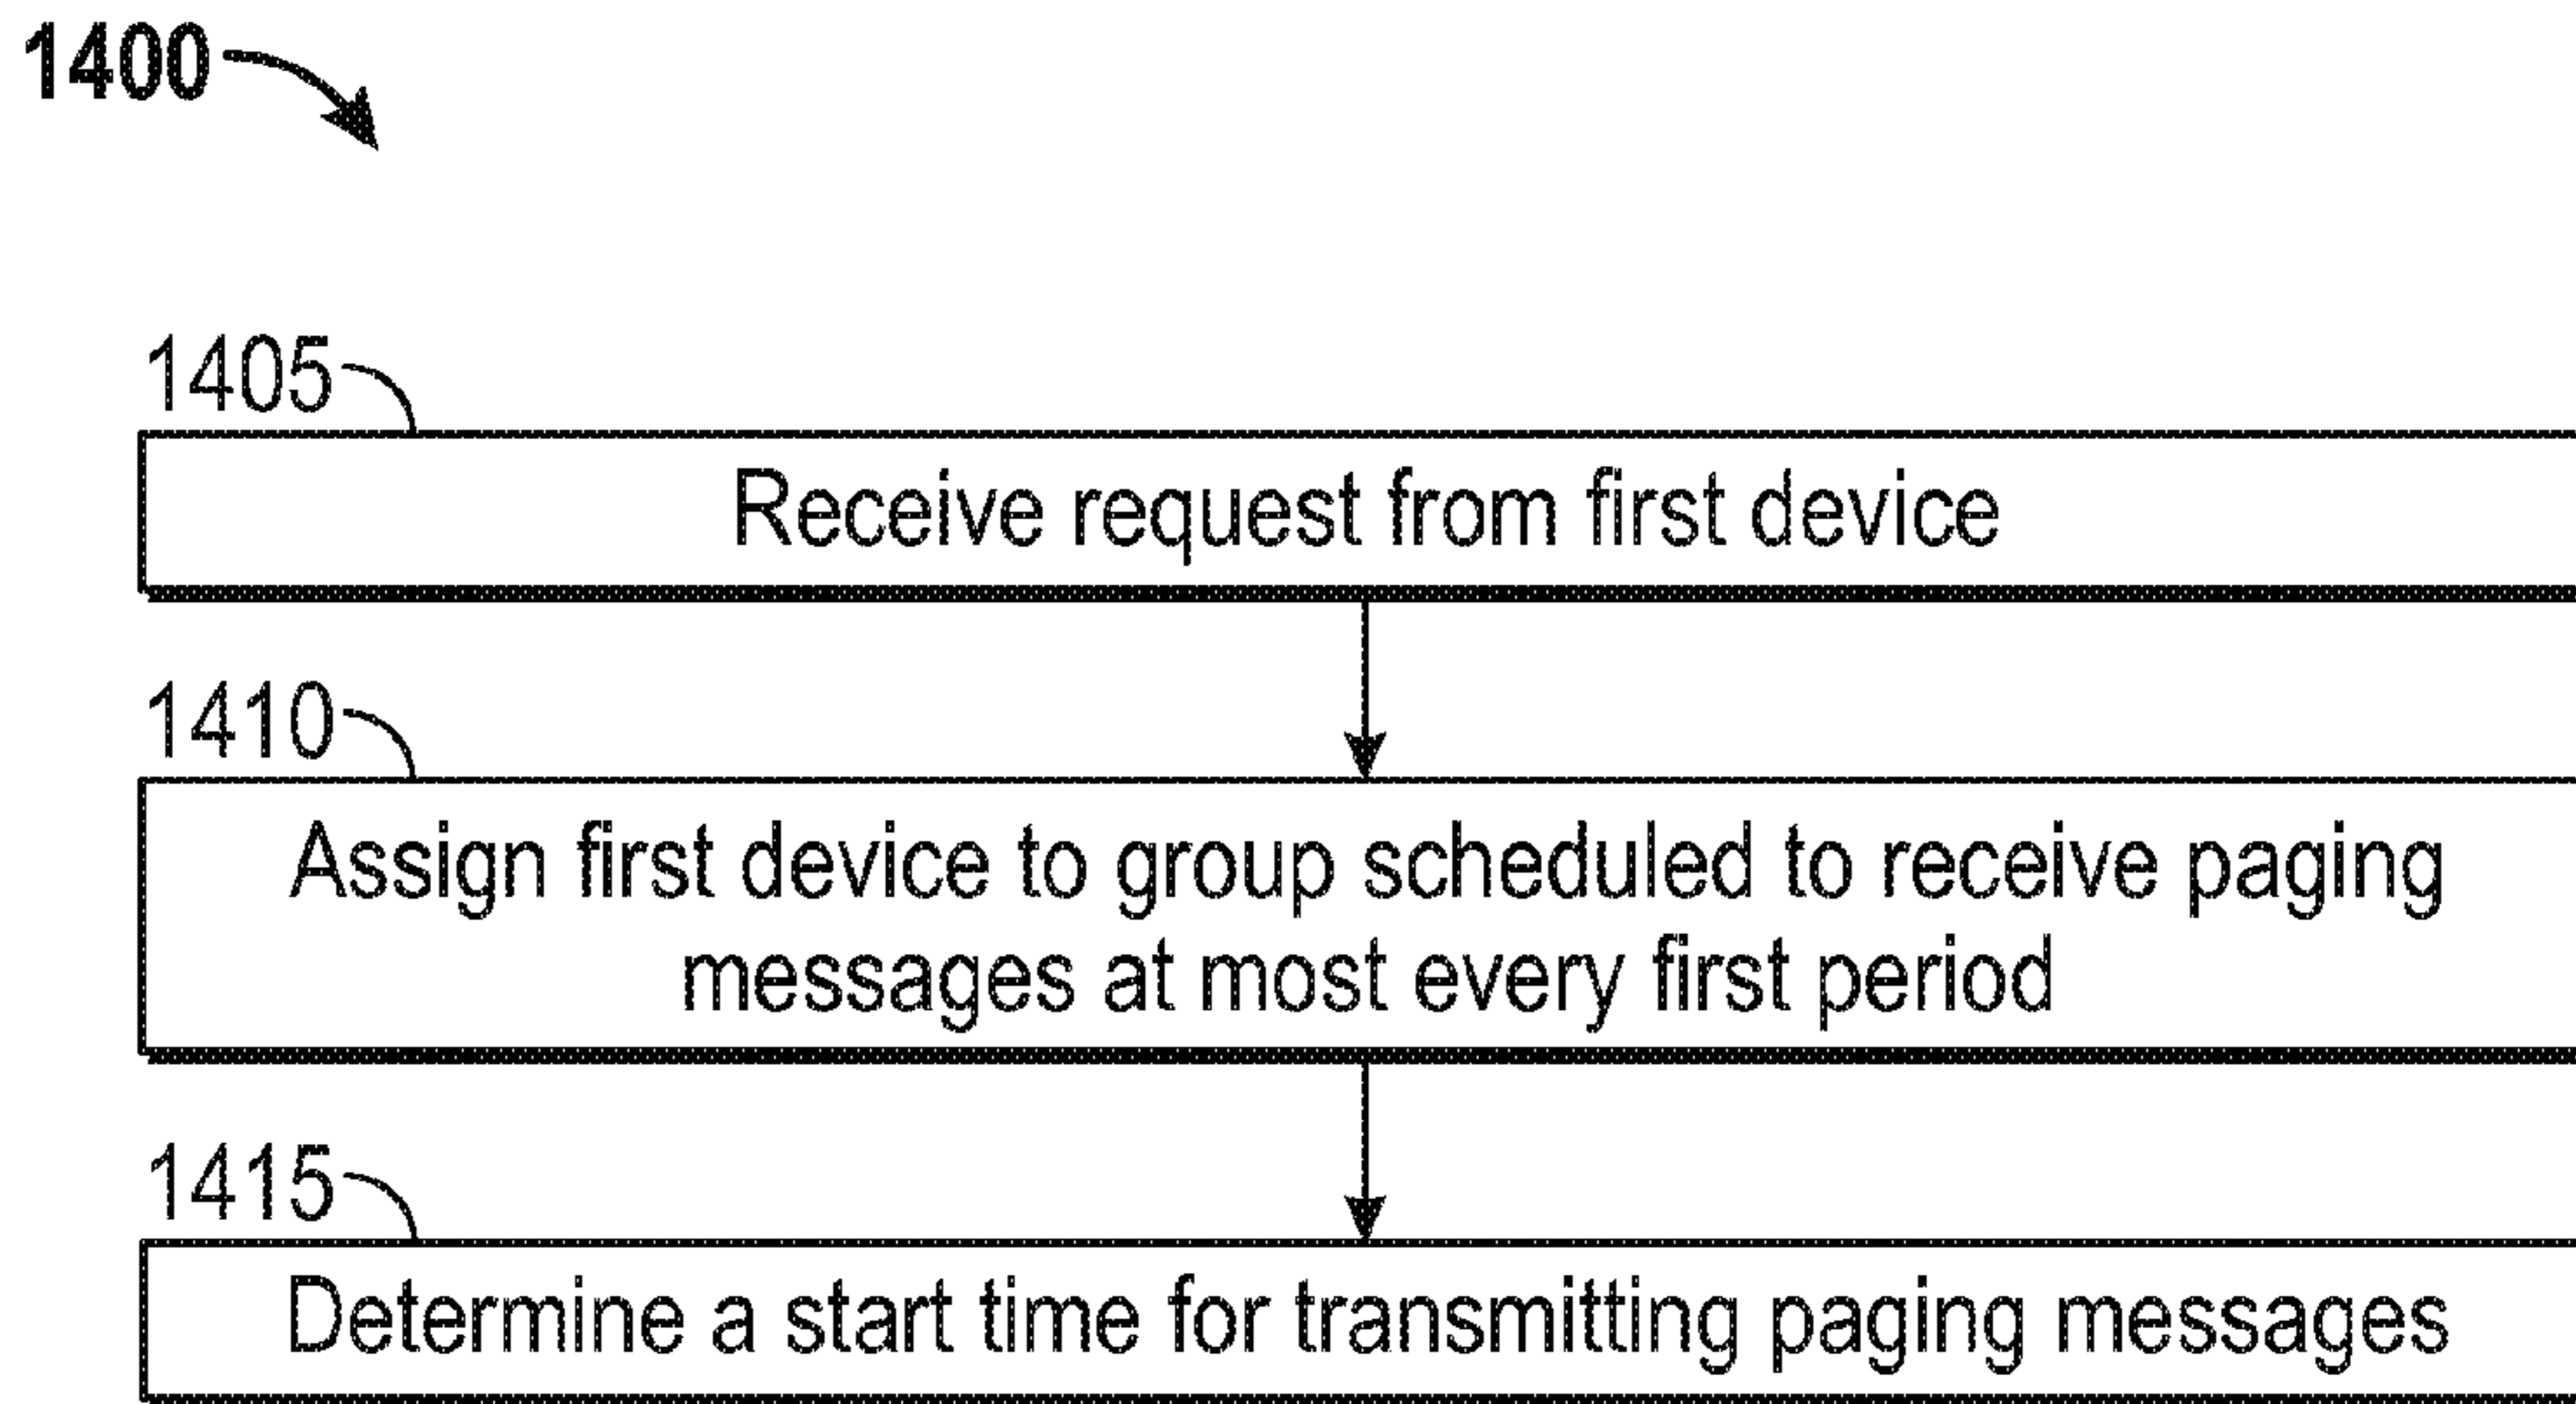 1400
1405
Receive request from first device
1410
Assign first device to group scheduled to receive paging
messages at most every first period
1415
Determine a start time for transmitting paging messages